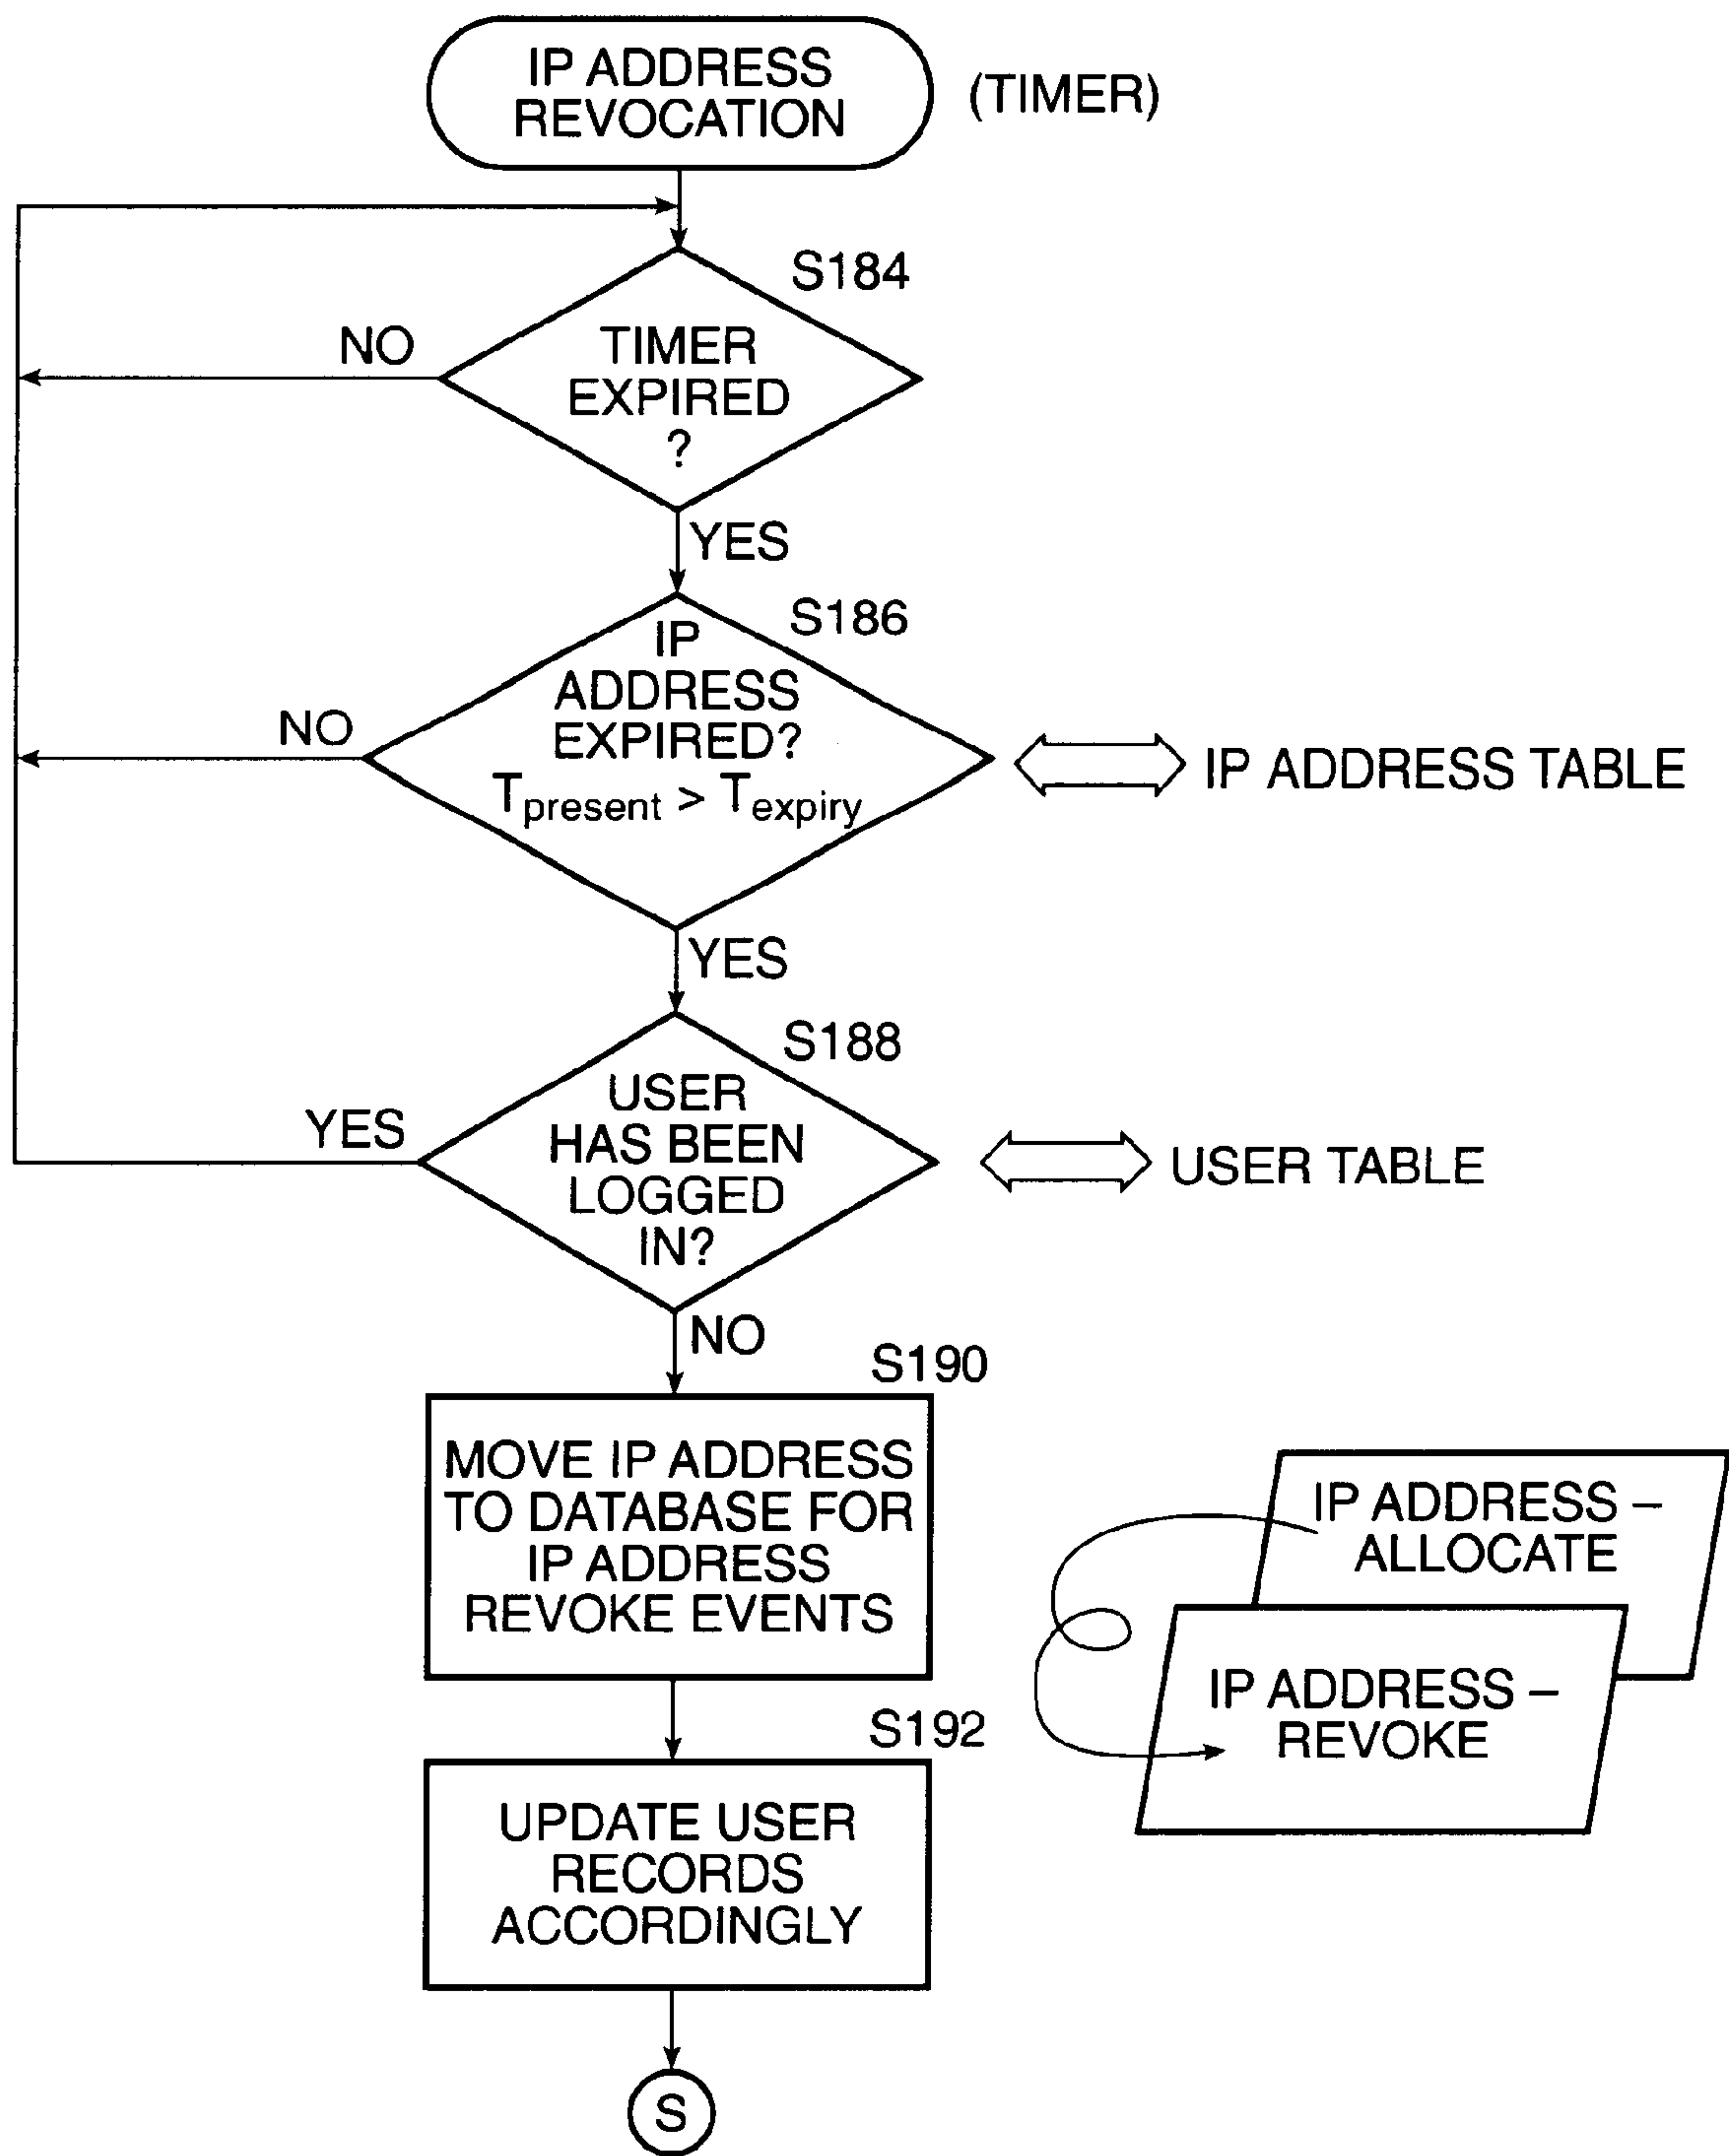 IP ADDRESS
REVOCATION
(TIMER)
S184
NO
TIMER
EXPIRED
?
YES
S186
IP
ADDRESS
EXPIRED?
Tpresent > Texpiry
NO
IP ADDRESS TABLE
YES
S188
USER
HAS BEEN
LOGGED
IN?
YES
USER TABLE
NO
S190
MOVE IP ADDRESS
TO DATABASE FOR
IP ADDRESS
REVOKE EVENTS
IP ADDRESS –
ALLOCATE
IP ADDRESS –
REVOKE
S192
UPDATE USER
RECORDS
ACCORDINGLY
S